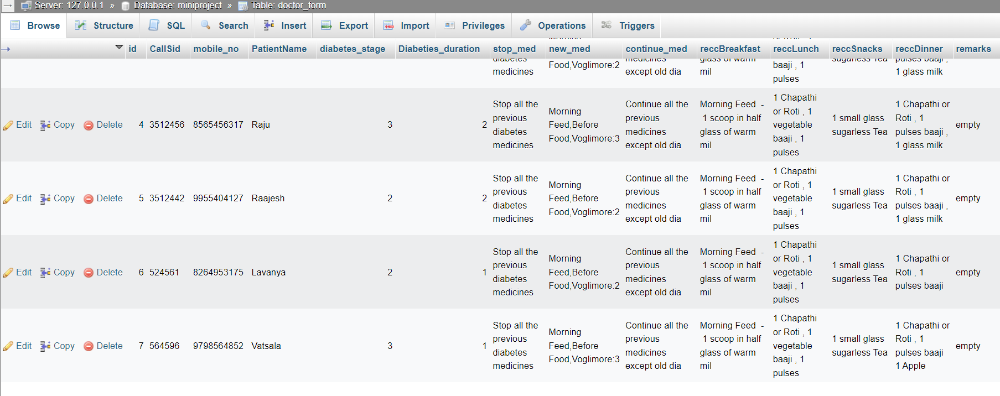 Server: 127.0.0.1 » Database: miniproject » Table: doctor_form
Browse Structure SQL Search Insert Export Import Privileges Operations Triggers
id CallSid mobile_no PatientName diabetes_stage Diabeties_duration stop_med new_med continue_med reccBreakfast reccLunch reccSnacks reccDinner remarks
diabetes
medicines
Food,Voglimore:2
medicines
except old dia
glass of warm
mil
baaji , 1
pulses
sugarless Tea
pulses baaji ,
1 glass milk
Edit Copy Delete 4 3512456 8565456317 Raju 3 2
Stop all the
previous
diabetes
medicines
Morning
Feed,Before
Food,Voglimore:3
Continue all the
previous
medicines
except old dia
Morning Feed -
1 scoop in half
glass of warm
mil
1 Chapathi
or Roti , 1
vegetable
baaji , 1
pulses
1 small glass
sugarless Tea
1 Chapathi or
Roti , 1
pulses baaji ,
1 glass milk
empty
Edit Copy Delete 5 3512442 9955404127 Raajesh 2 2
Stop all the
previous
diabetes
medicines
Morning
Feed,Before
Food,Voglimore:2
Continue all the
previous
medicines
except old dia
Morning Feed -
1 scoop in half
glass of warm
mil
1 Chapathi
or Roti , 1
vegetable
baaji , 1
pulses
1 small glass
sugarless Tea
1 Chapathi or
Roti , 1
pulses baaji ,
1 glass milk
empty
Edit Copy Delete 6 524561 8264953175 Lavanya 2 1
Stop all the
previous
diabetes
medicines
Morning
Feed,Before
Food,Voglimore:2
Continue all the
previous
medicines
except old dia
Morning Feed -
1 scoop in half
glass of warm
mil
1 Chapathi
or Roti , 1
vegetable
baaji , 1
pulses
1 small glass
sugarless Tea
1 Chapathi or
Roti , 1
pulses baaji
empty
Edit Copy Delete 7 564596 9798564852 Vatsala 3 1
Stop all the
previous
diabetes
medicines
Morning
Feed,Before
Food,Voglimore:3
Continue all the
previous
medicines
except old dia
Morning Feed -
1 scoop in half
glass of warm
mil
1 Chapathi
or Roti , 1
vegetable
baaji , 1
pulses
1 small glass
sugarless Tea
1 Chapathi or
Roti , 1
pulses baaji
1 Apple
empty